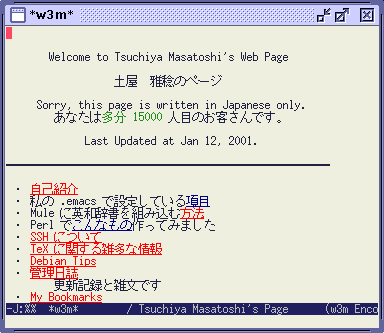 *w3m*
Welcome to Tsuchiya Masatoshi's Web Page
土屋 雅稔のページ
Sorry, this page is written in Japanese only.
あなたは多分 15000 人目のお客さんです。
Last Updated at Jan 12, 2001.
・ 自己紹介
・ 私の .emacs で設定している項目
・ Mule に英和辞書を組み込む方法
・ Perl でこんなもの作ってみました
・ SSH について
・ TeX に関する雑多な情報
・ Debian Tips
・ 管理日誌
更新記録と雑文です
・ My Bookmarks
-J:%% *w3m* / Tsuchiya Masatoshi's Page (w3m Enco